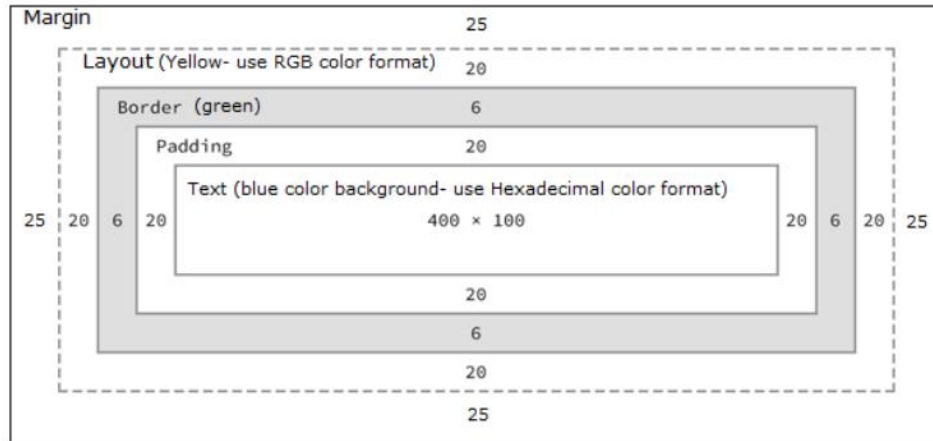 Margin
25
Layout (Yellow- use RGB color format)
20
Border (green)
6
Padding
20
Text (blue color background- use Hexadecimal color format)
25 20 6 20 400 × 100 20 6 20 25
20
6
20
25